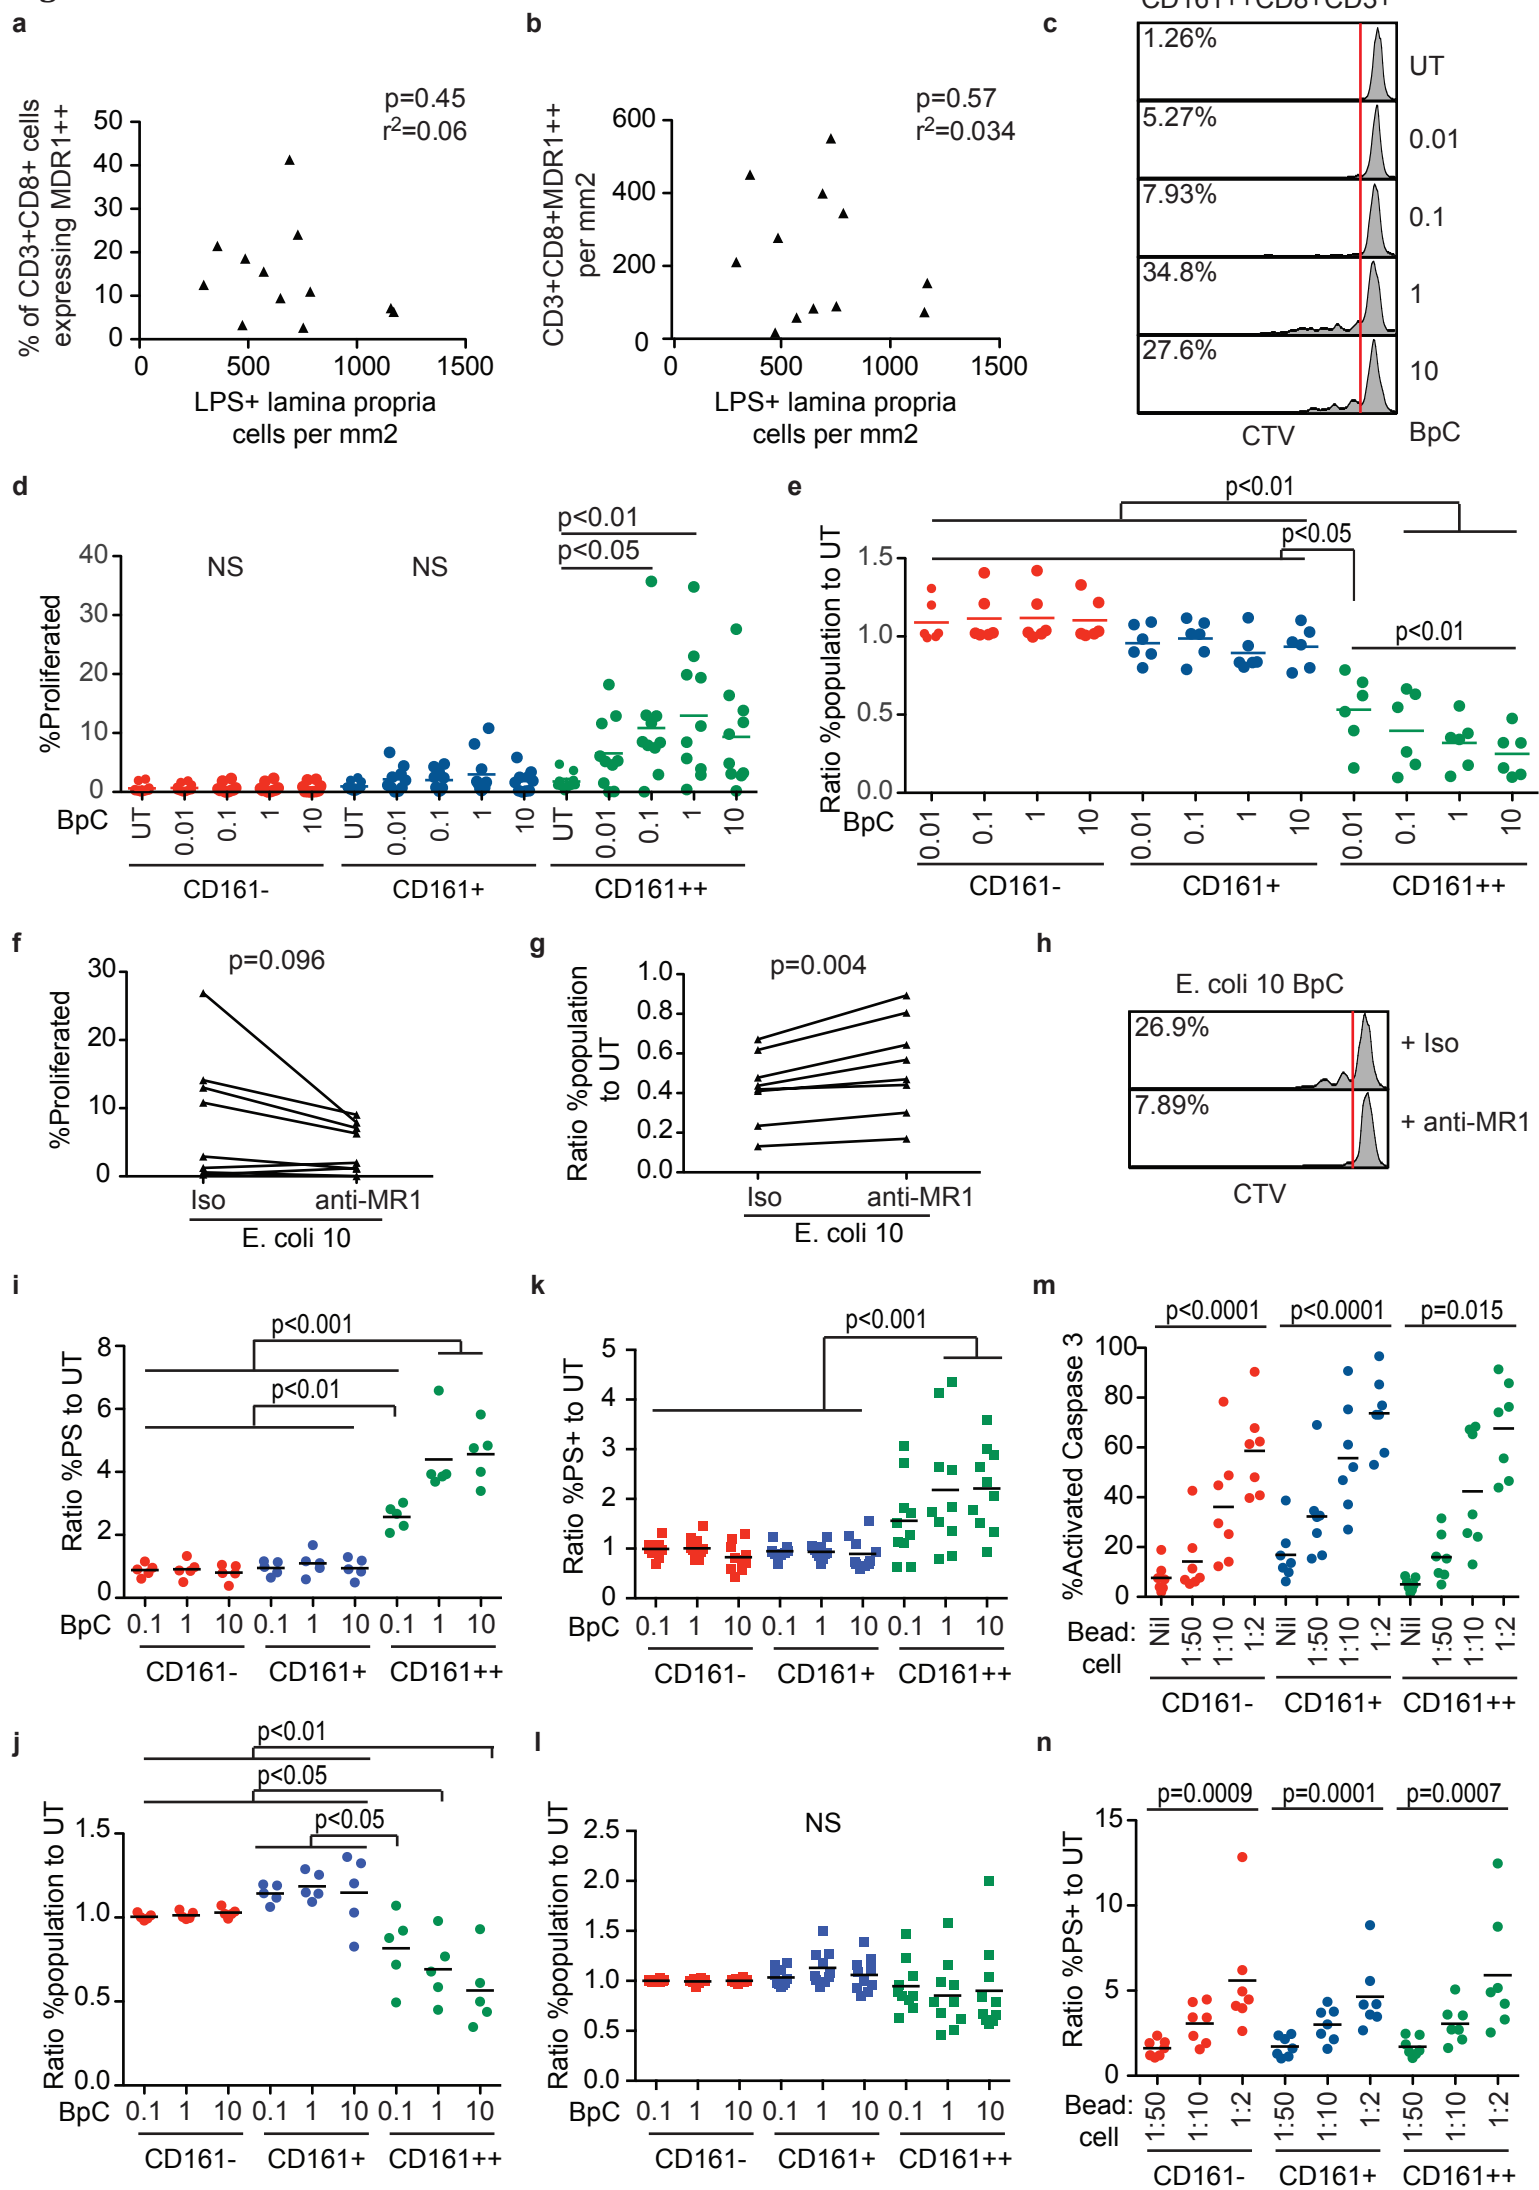 a
p=0.45
r2=0.06
% of CD3+CD8+ cells
expressing MDR1++
50
40
30
20
10
0
0 500 1000 1500
LPS+ lamina propria
cells per mm2
b
p=0.57
r2=0.034
CD3+CD8+MDR1++
per mm2
600
400
200
0
0 500 1000 1500
LPS+ lamina propria
cells per mm2
c
CD161++CD8+CD3+
1.26% UT
5.27% 0.01
7.93% 0.1
34.8% 1
27.6% 10
CTV BpC
d
%Proliferated
40
30
20
10
0
NS NS
p<0.01
p<0.05
BpC UT 0.01 0.1 1 10 UT 0.01 0.1 1 10 UT 0.01 0.1 1 10
CD161- CD161+ CD161++
e
Ratio %population to UT
p<0.01
p<0.05
p<0.01
1.5
1.0
0.5
0.0
BpC 0.01 0.1 1 10 0.01 0.1 1 10 0.01 0.1 1 10
CD161- CD161+ CD161++
f
p=0.096
%Proliferated
30
20
10
0
Iso anti-MR1
E. coli 10
g
p=0.004
Ratio %population
to UT
1.0
0.8
0.6
0.4
0.2
0.0
Iso anti-MR1
E. coli 10
h
E. coli 10 BpC
26.9% + Iso
7.89% + anti-MR1
CTV
i
p<0.001
p<0.01
Ratio %PS to UT
8
6
4
2
0
BpC 0.1 1 10 0.1 1 10 0.1 1 10
CD161- CD161+ CD161++
k
p<0.001
Ratio %PS+ to UT
5
4
3
2
1
0
BpC 0.1 1 10 0.1 1 10 0.1 1 10
CD161- CD161+ CD161++
m
p<0.0001 p<0.0001 p=0.015
%Activated Caspase 3
100
80
60
40
20
0
Bead:
cell
Nil 1:50 1:10 1:2 Nil 1:50 1:10 1:2 Nil 1:50 1:10 1:2
CD161- CD161+ CD161++
j
p<0.01
p<0.05
p<0.05
Ratio %population to UT
1.5
1.0
0.5
0.0
BpC 0.1 1 10 0.1 1 10 0.1 1 10
CD161- CD161+ CD161++
l
NS
Ratio %population to UT
2.5
2.0
1.5
1.0
0.5
0.0
BpC 0.1 1 10 0.1 1 10 0.1 1 10
CD161- CD161+ CD161++
n
p=0.0009 p=0.0001 p=0.0007
Ratio %PS+ to UT
15
10
5
0
Bead:
cell
1:50 1:10 1:2 1:50 1:10 1:2 1:50 1:10 1:2
CD161- CD161+ CD161++